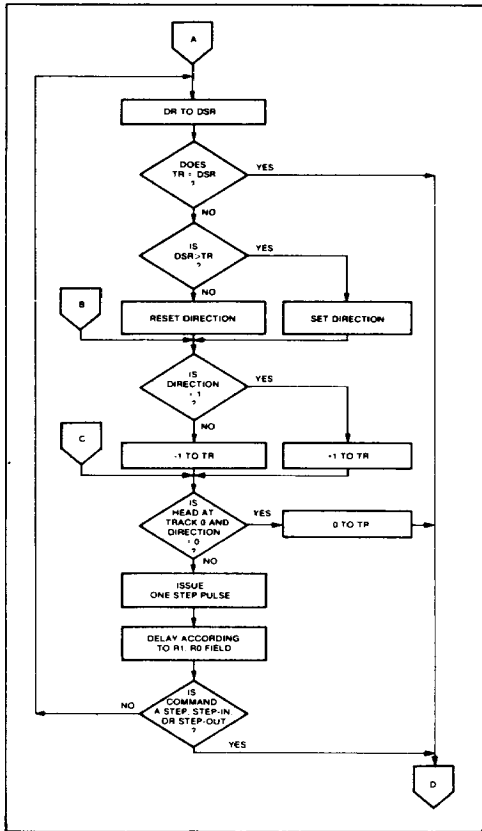 A
DR TO DSR
DOES
TR = DSR
?
YES
NO
IS
DSR>TR
?
YES
NO
B
RESET DIRECTION
SET DIRECTION
IS
DIRECTION
= 1
?
YES
NO
C
-1 TO TR
+1 TO TR
IS
HEAD AT
TRACK 0 AND
DIRECTION
= 0
?
YES
0 TO TR
NO
ISSUE
ONE STEP PULSE
DELAY ACCORDING
TO R1, R0 FIELD
IS
COMMAND
A STEP, STEP-IN,
OR STEP-OUT
?
NO
YES
D